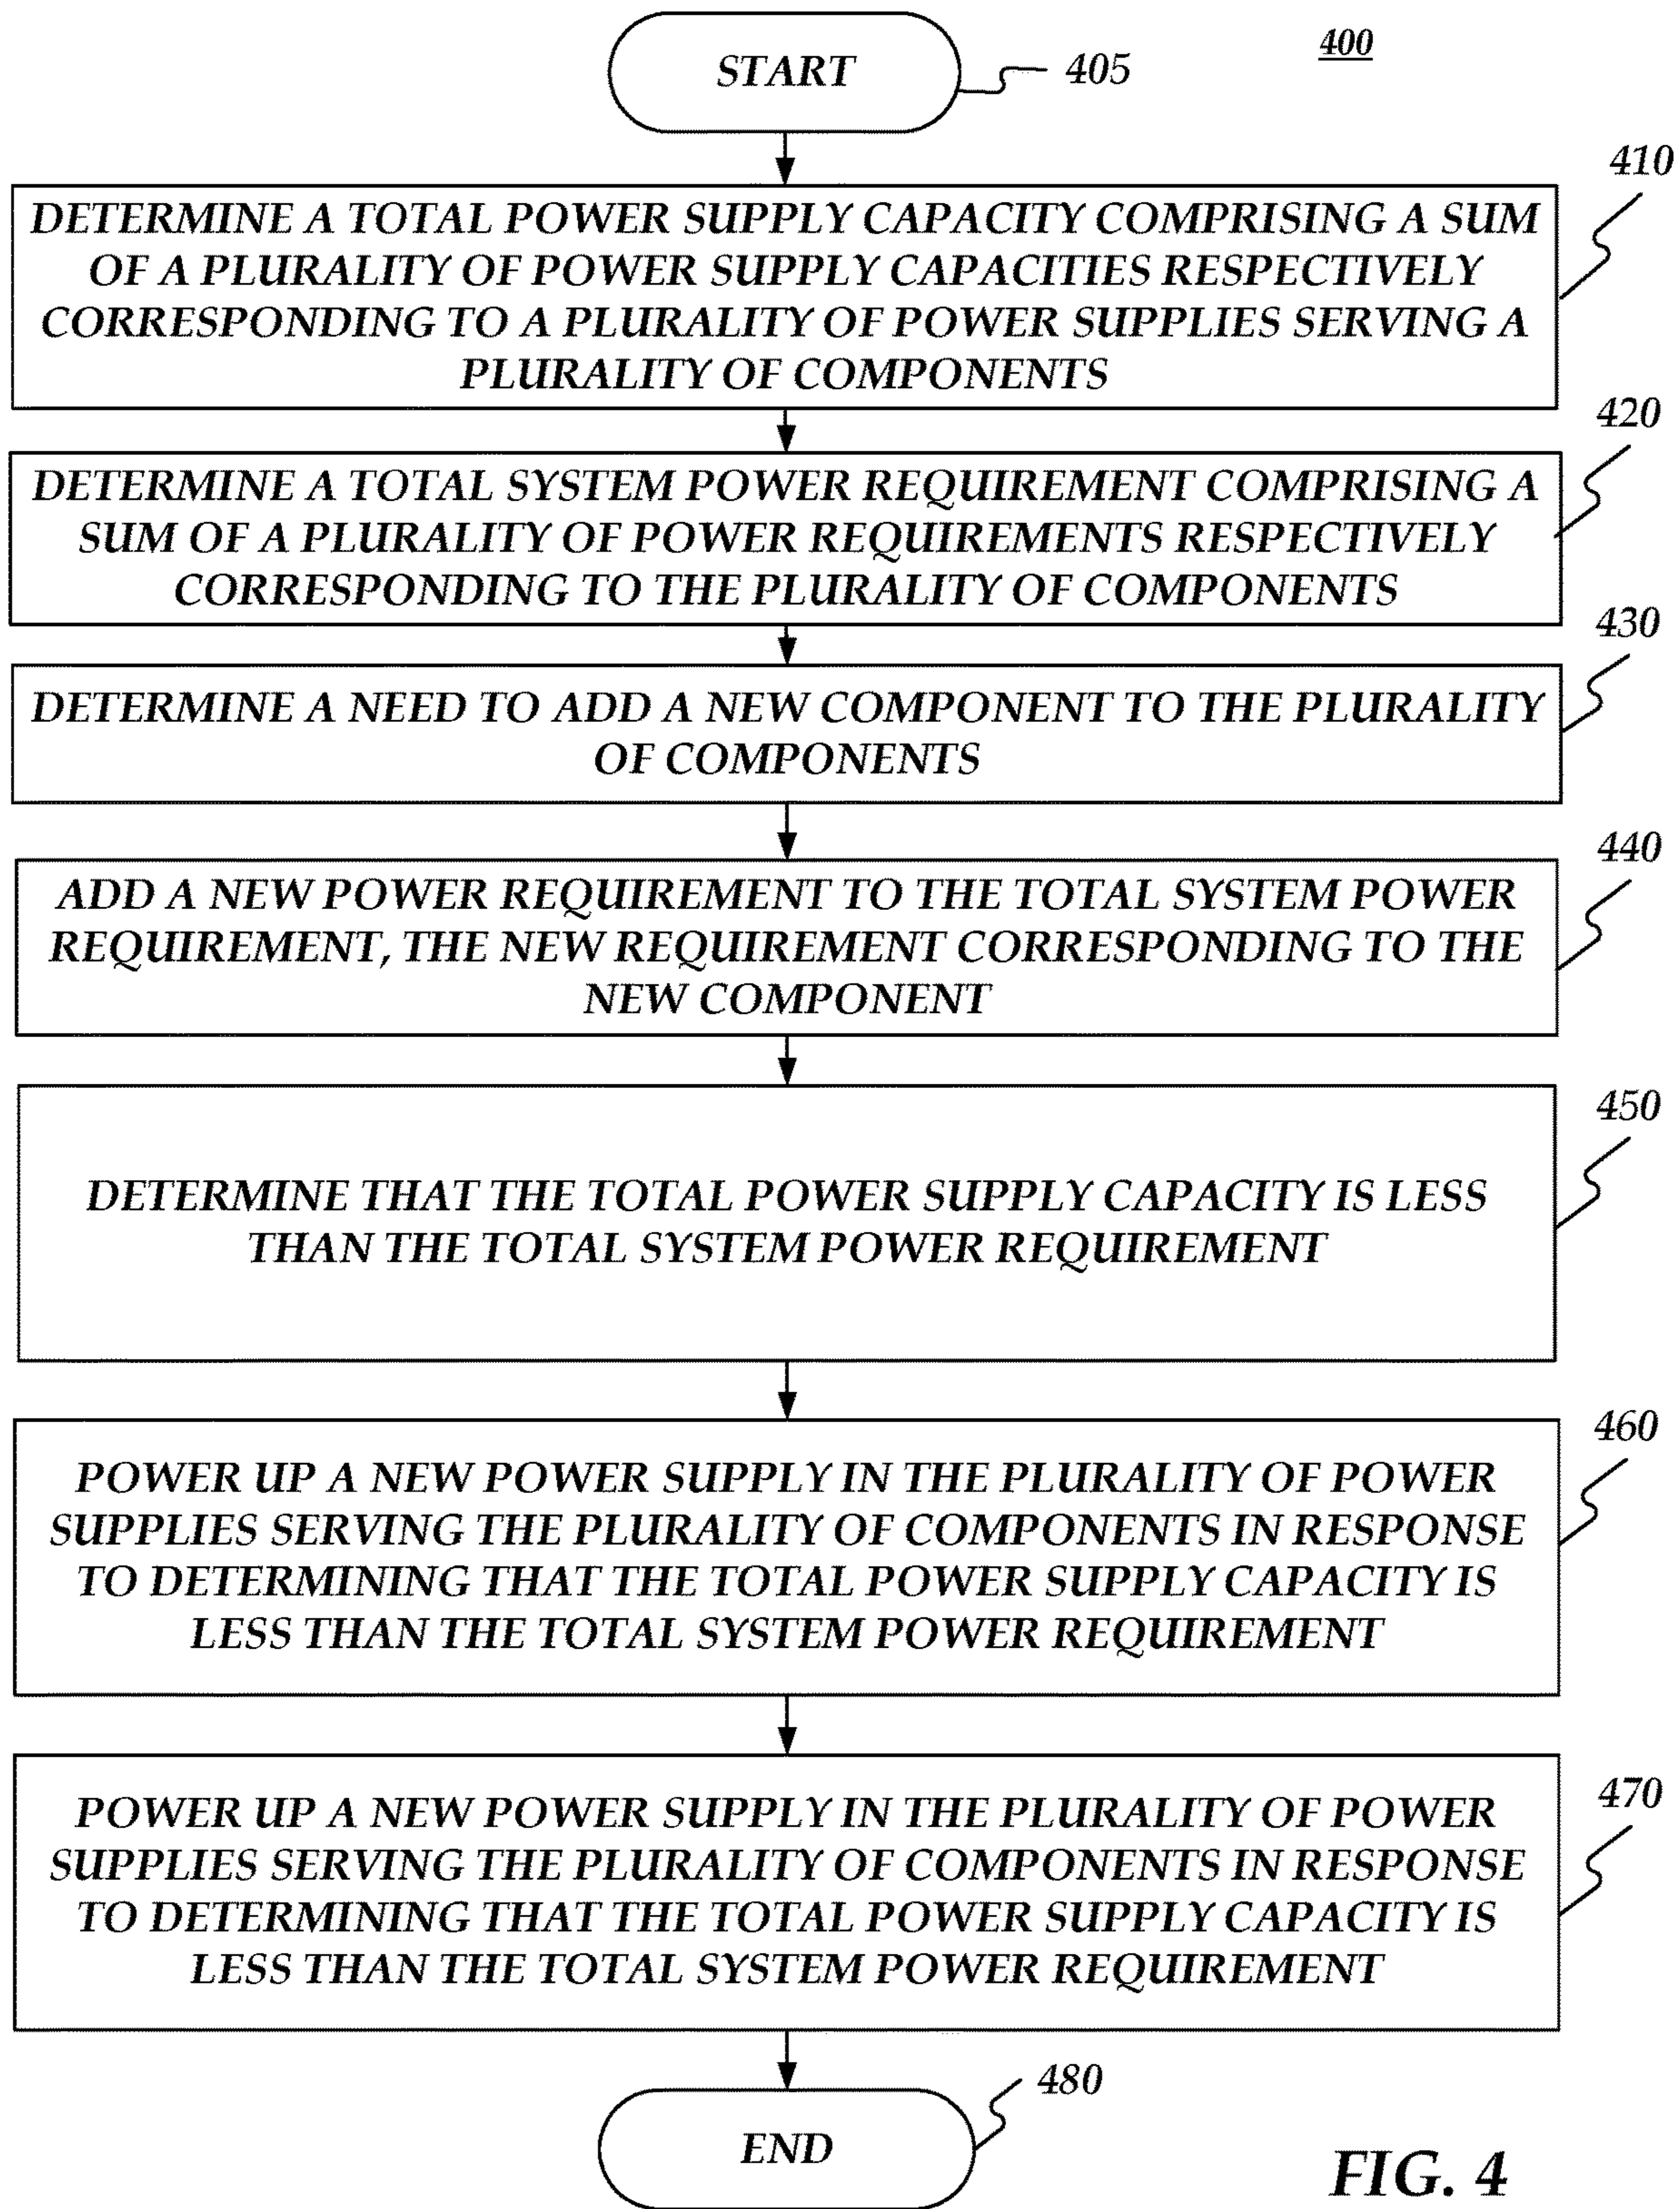 400
START
405
410
DETERMINE A TOTAL POWER SUPPLY CAPACITY COMPRISING A SUM
OF A PLURALITY OF POWER SUPPLY CAPACITIES RESPECTIVELY
CORRESPONDING TO A PLURALITY OF POWER SUPPLIES SERVING A
PLURALITY OF COMPONENTS
420
DETERMINE A TOTAL SYSTEM POWER REQUIREMENT COMPRISING A
SUM OF A PLURALITY OF POWER REQUIREMENTS RESPECTIVELY
CORRESPONDING TO THE PLURALITY OF COMPONENTS
430
DETERMINE A NEED TO ADD A NEW COMPONENT TO THE PLURALITY
OF COMPONENTS
440
ADD A NEW POWER REQUIREMENT TO THE TOTAL SYSTEM POWER
REQUIREMENT, THE NEW REQUIREMENT CORRESPONDING TO THE
NEW COMPONENT
450
DETERMINE THAT THE TOTAL POWER SUPPLY CAPACITY IS LESS
THAN THE TOTAL SYSTEM POWER REQUIREMENT
460
POWER UP A NEW POWER SUPPLY IN THE PLURALITY OF POWER
SUPPLIES SERVING THE PLURALITY OF COMPONENTS IN RESPONSE
TO DETERMINING THAT THE TOTAL POWER SUPPLY CAPACITY IS
LESS THAN THE TOTAL SYSTEM POWER REQUIREMENT
470
POWER UP A NEW POWER SUPPLY IN THE PLURALITY OF POWER
SUPPLIES SERVING THE PLURALITY OF COMPONENTS IN RESPONSE
TO DETERMINING THAT THE TOTAL POWER SUPPLY CAPACITY IS
LESS THAN THE TOTAL SYSTEM POWER REQUIREMENT
480
END
FIG. 4